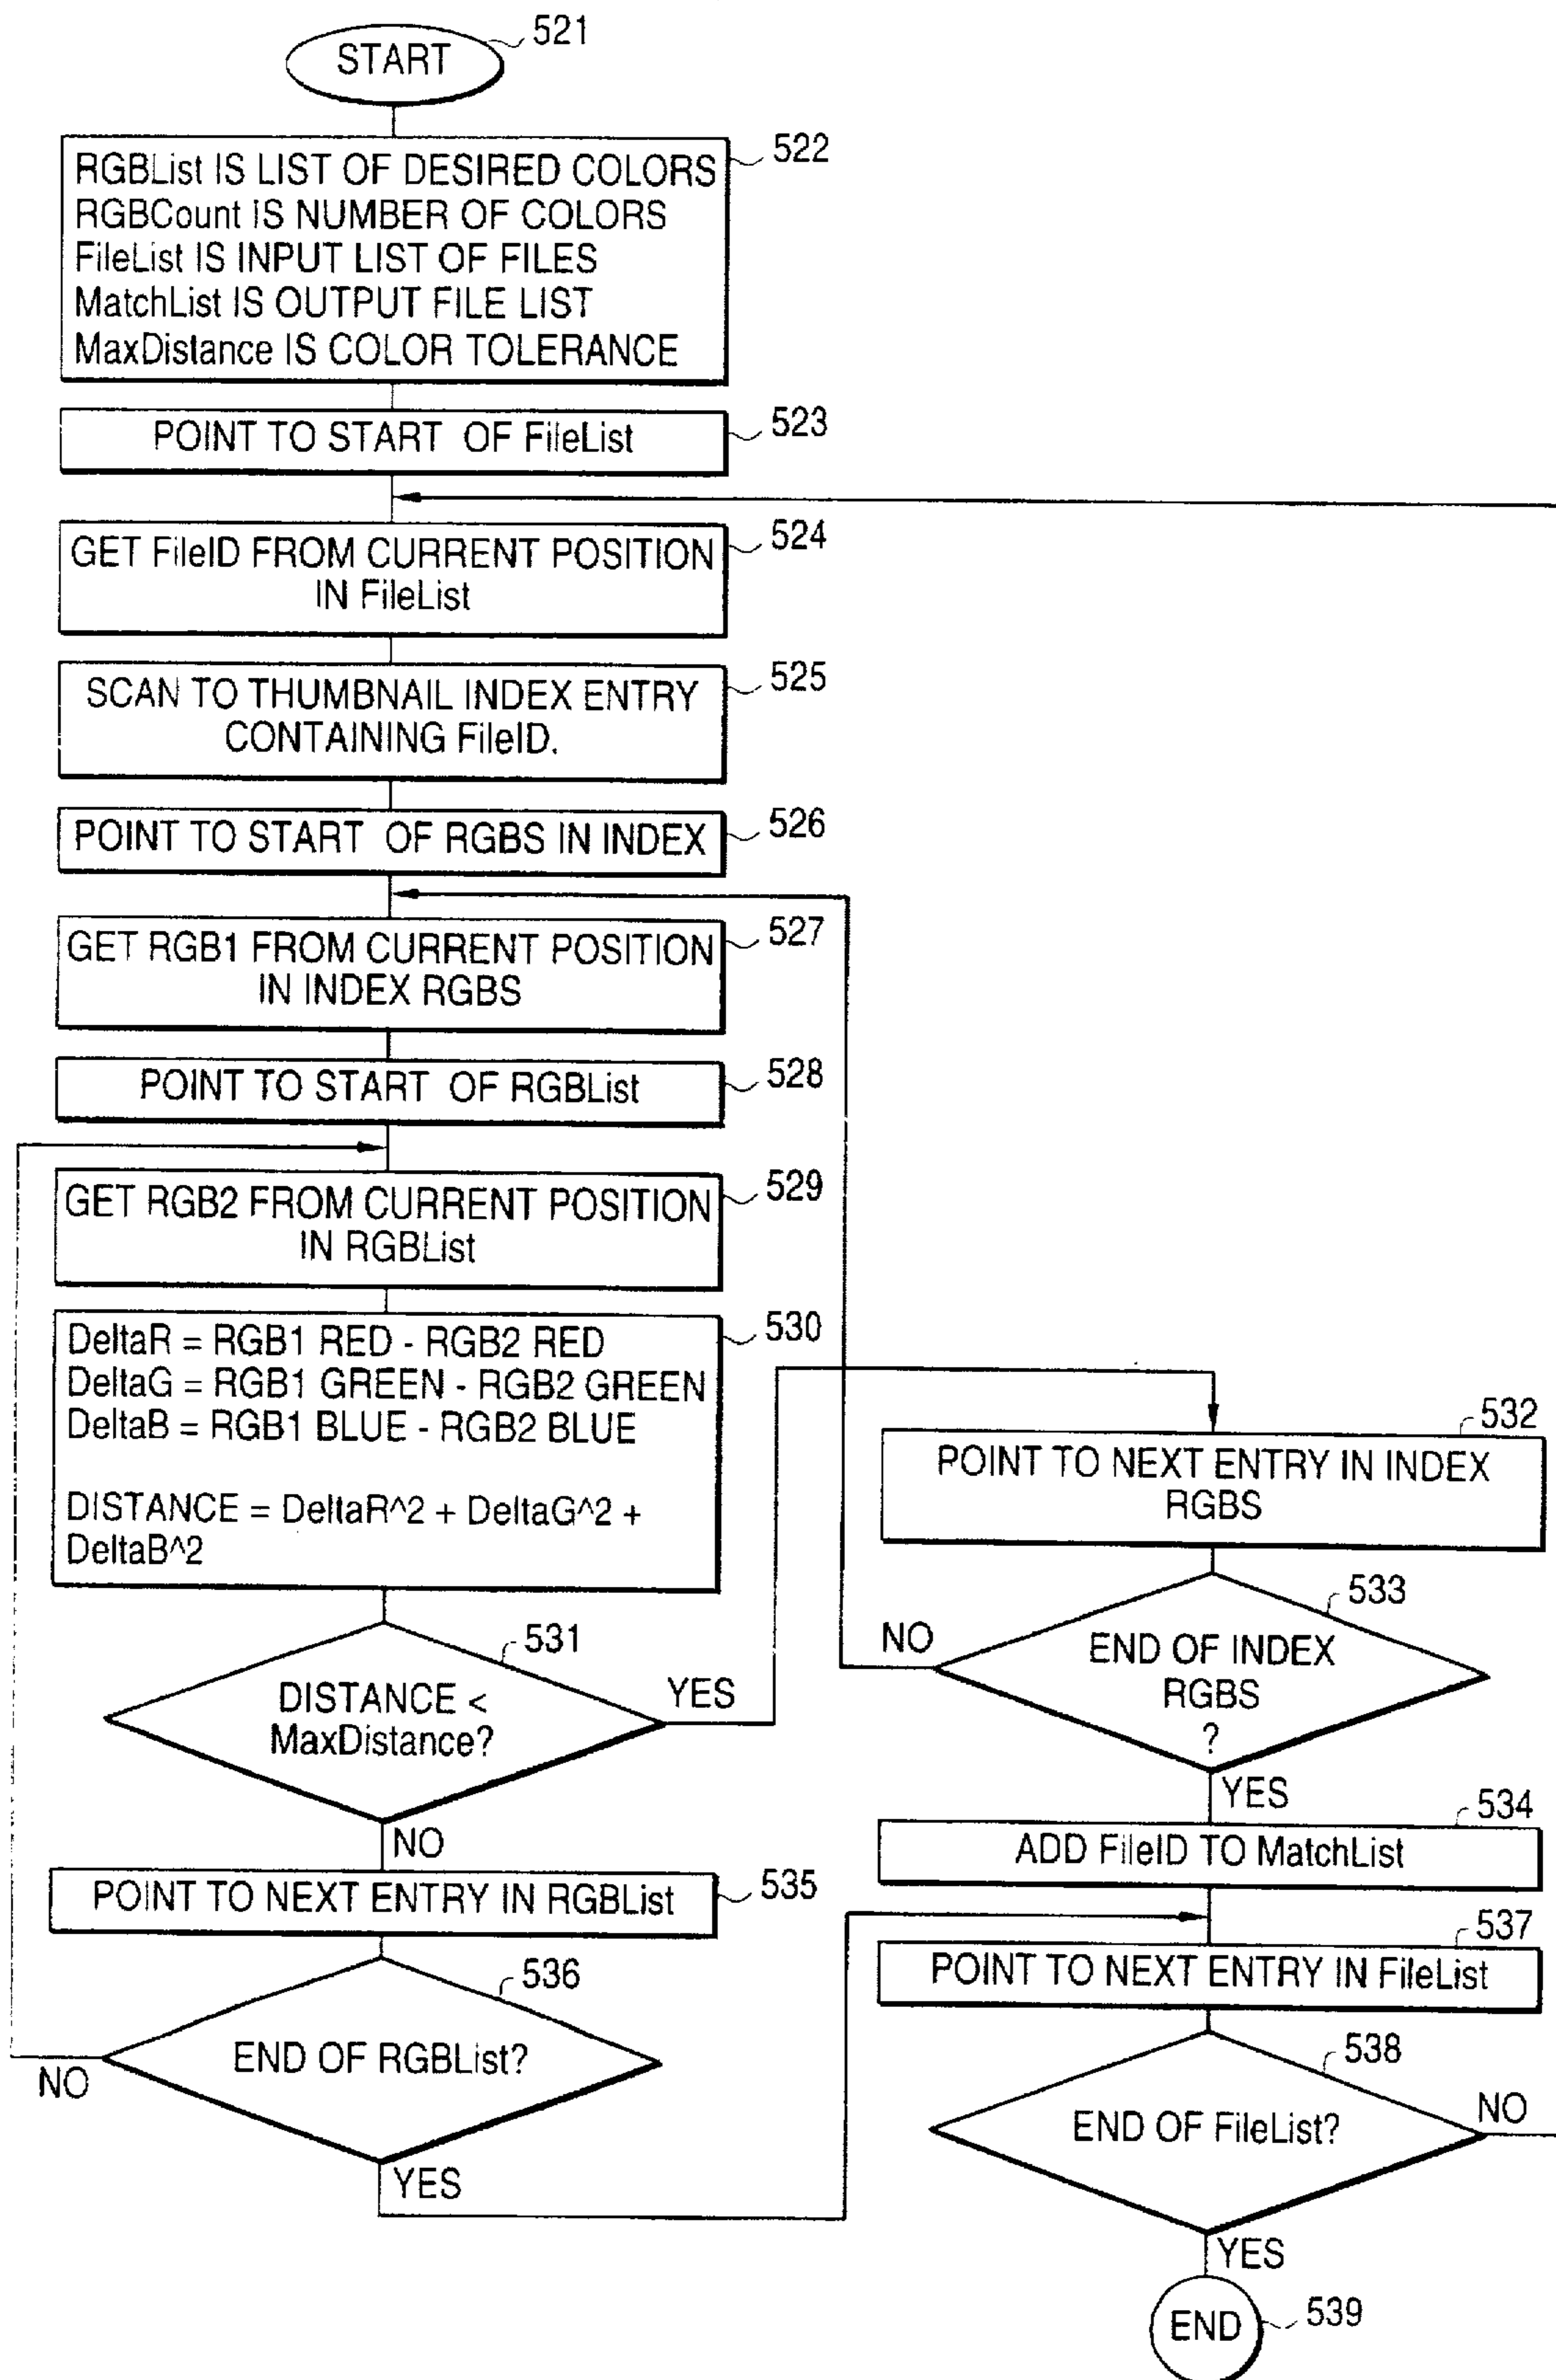 START
521
RGBList IS LIST OF DESIRED COLORS
RGBCount IS NUMBER OF COLORS
FileList IS INPUT LIST OF FILES
MatchList IS OUTPUT FILE LIST
MaxDistance IS COLOR TOLERANCE
522
POINT TO START OF FileList
523
GET FileID FROM CURRENT POSITION
IN FileList
524
SCAN TO THUMBNAIL INDEX ENTRY
CONTAINING FileID.
525
POINT TO START OF RGBS IN INDEX
526
GET RGB1 FROM CURRENT POSITION
IN INDEX RGBS
527
POINT TO START OF RGBList
528
GET RGB2 FROM CURRENT POSITION
IN RGBList
529
DeltaR = RGB1 RED - RGB2 RED
DeltaG = RGB1 GREEN - RGB2 GREEN
DeltaB = RGB1 BLUE - RGB2 BLUE
DISTANCE = DeltaR^2 + DeltaG^2 +
DeltaB^2
530
DISTANCE <
MaxDistance?
531
YES
NO
POINT TO NEXT ENTRY IN INDEX
RGBS
532
END OF INDEX
RGBS
?
533
NO
YES
ADD FileID TO MatchList
534
POINT TO NEXT ENTRY IN RGBList
535
END OF RGBList?
536
NO
YES
POINT TO NEXT ENTRY IN FileList
537
END OF FileList?
538
NO
YES
END
539